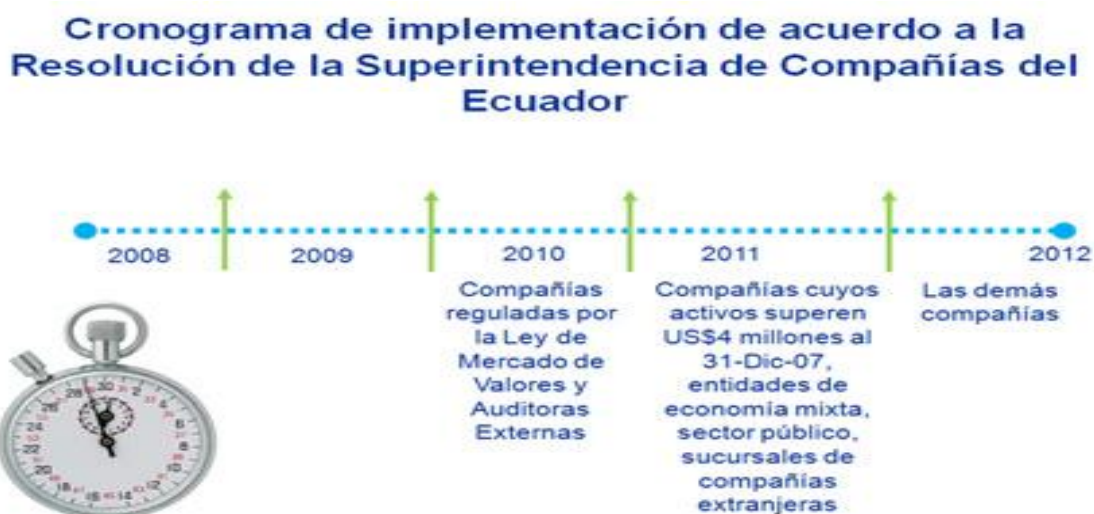 Cronograma de implementación de acuerdo a la
Resolución de la Superintendencia de Compañías del
Ecuador
2008
2009
2010
2011
2012
Compañías
reguladas por
la Ley de
Mercado de
Valores y
Auditoras
Externas
Compañías cuyos
activos superen
US$4 millones al
31-Dic-07,
entidades de
economía mixta,
sector público,
sucursales de
compañías
extranjeras
Las demás
compañías